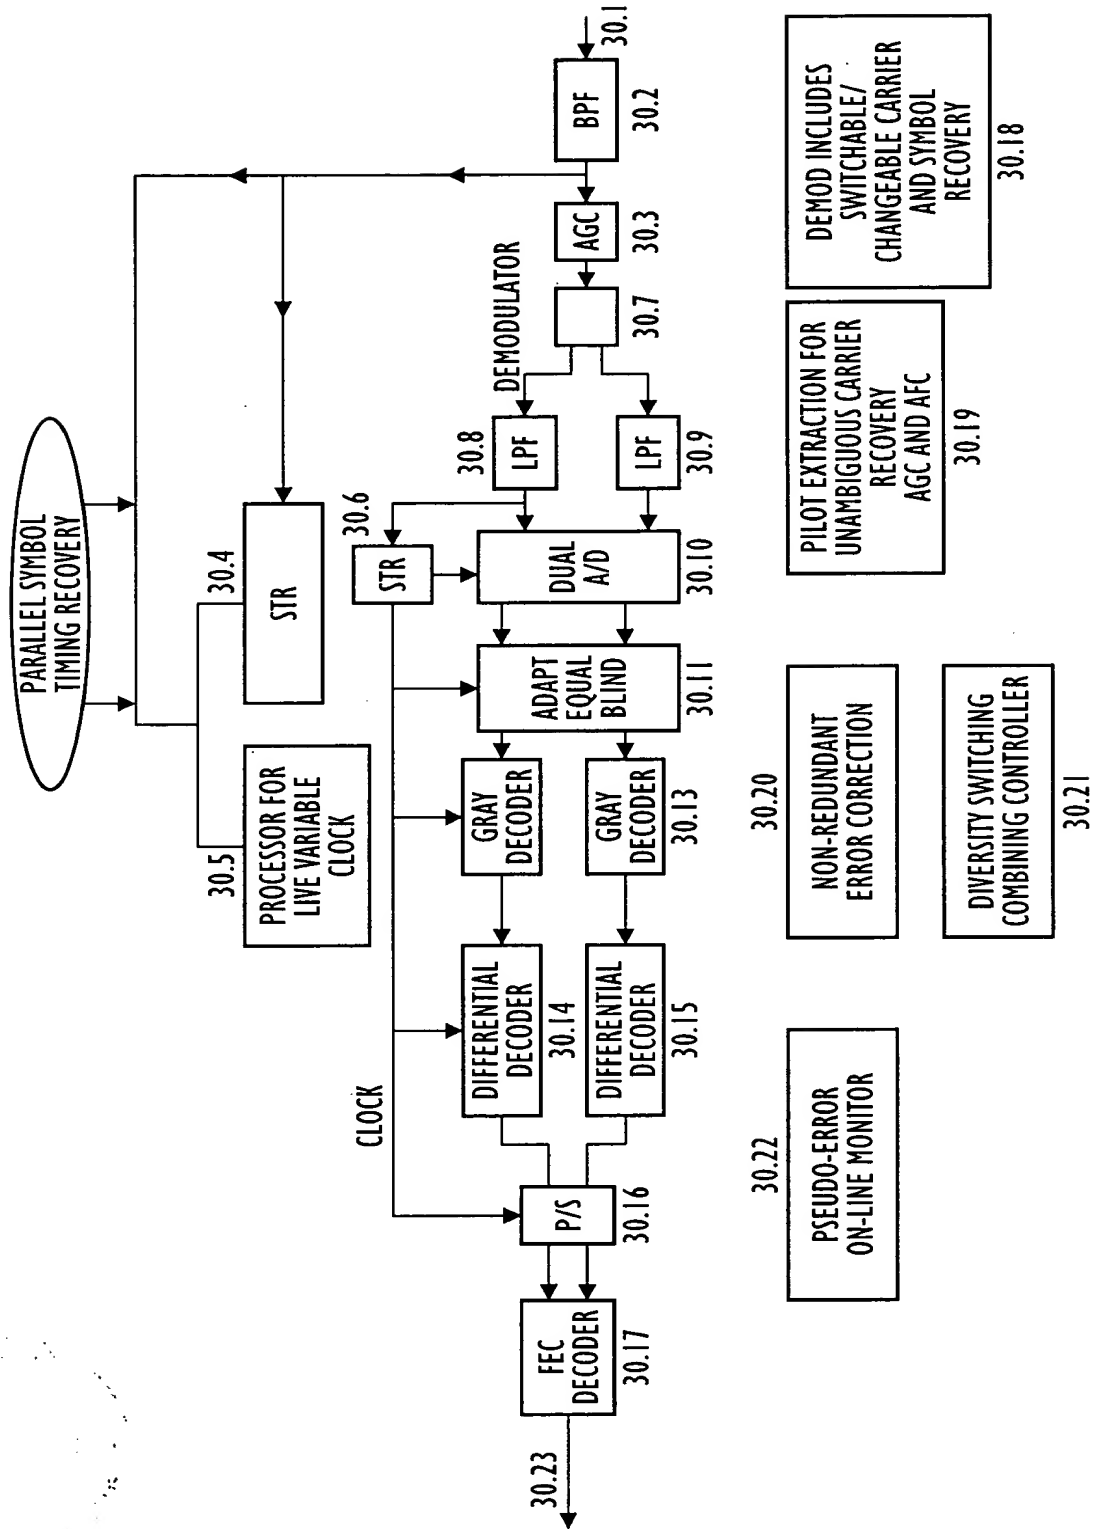 PARALLEL SYMBOL
TIMING RECOVERY
30.5
PROCESSOR FOR
LIVE VARIABLE
CLOCK
30.4
STR
CLOCK
30.6
STR
DEMODULATOR
30.8
LPF
LPF
30.9
30.1
BPF
30.2
AGC
30.3
30.7
DUAL
A/D
30.10
ADAPT
EQUAL
BLIND
30.11
GRAY
DECODER
GRAY
DECODER
30.13
DIFFERENTIAL
DECODER
30.14
DIFFERENTIAL
DECODER
30.15
P/S
30.16
FEC
DECODER
30.17
30.23
30.22
PSEUDO-ERROR
ON-LINE MONITOR
30.20
NON-REDUNDANT
ERROR CORRECTION
DIVERSITY SWITCHING
COMBINING CONTROLLER
30.21
PILOT EXTRACTION FOR
UNAMBIGUOUS CARRIER
RECOVERY
AGC AND AFC
30.19
DEMOD INCLUDES
SWITCHABLE/
CHANGEABLE CARRIER
AND SYMBOL
RECOVERY
30.18